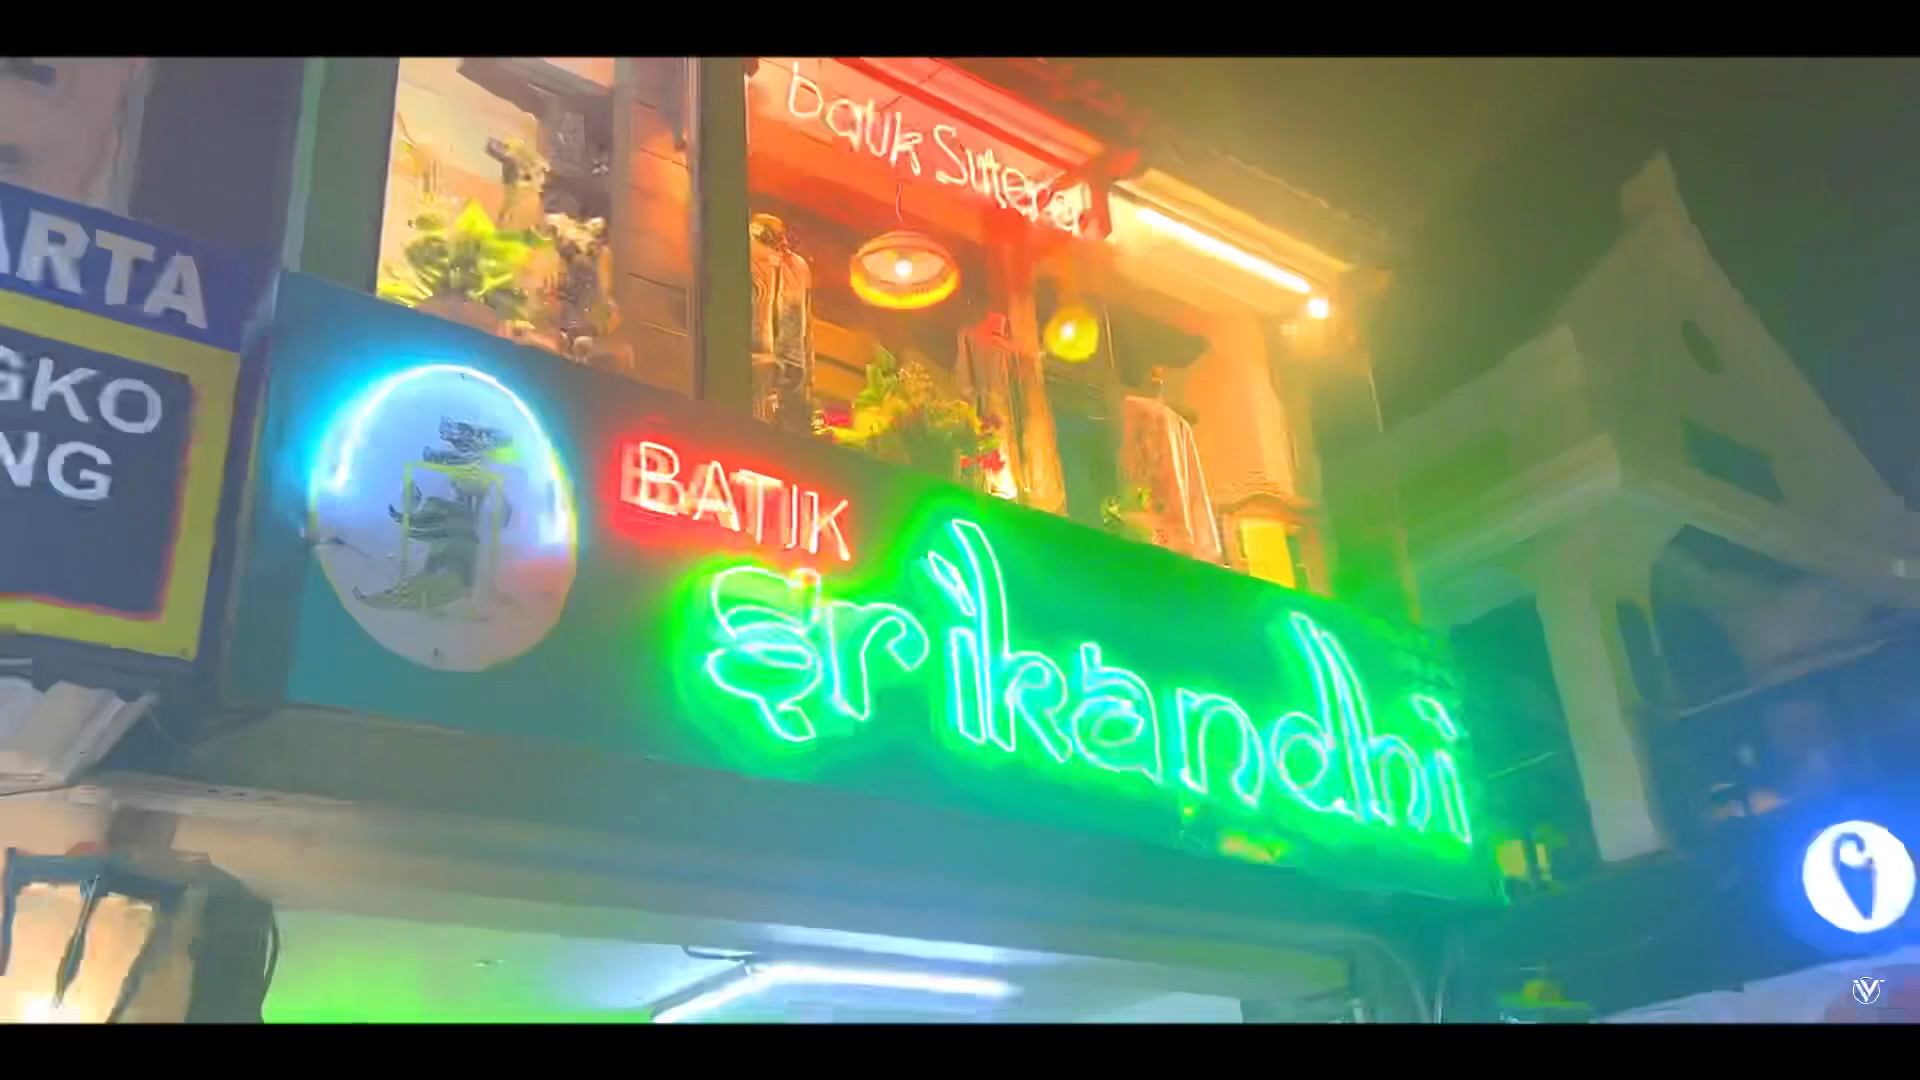 batik Sutera
ARTA
GKO
NG
BATIK
Srikandhi